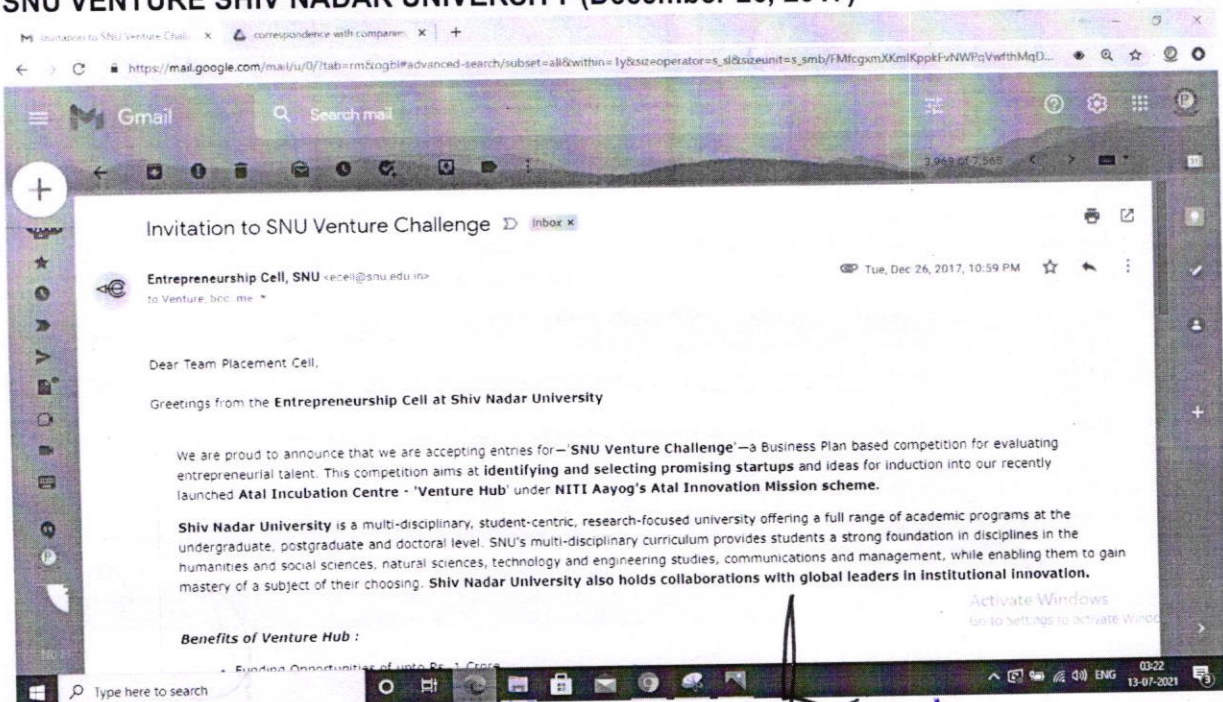 SNU VENTURE SHIV NADAR UNIVERSITY (December 26, 2017)
Invitation to SNU Venture Chall X correspondence with companies X +
https://mail.google.com/mail/u/0/?tab=rm&ogbl#advanced-search/subset=all&within=1y&sizeoperator=s_sl&sizeunit=s_smb/
Gmail
Search mail
3,969 of 7,565
Invitation to SNU Venture Challenge Inbox x
Entrepreneurship Cell, SNU <ecell@snu.edu.in>
Tue, Dec 26, 2017, 10:59 PM
to Venture, bcc: me
Dear Team Placement Cell,
Greetings from the Entrepreneurship Cell at Shiv Nadar University
We are proud to announce that we are accepting entries for—'SNU Venture Challenge'—a Business Plan based competition for evaluating
entrepreneurial talent. This competition aims at identifying and selecting promising startups and ideas for induction into our recently
launched Atal Incubation Centre - 'Venture Hub' under NITI Aayog's Atal Innovation Mission scheme.
Shiv Nadar University is a multi-disciplinary, student-centric, research-focused university offering a full range of academic programs at the
undergraduate, postgraduate and doctoral level. SNU's multi-disciplinary curriculum provides students a strong foundation in disciplines in the
humanities and social sciences, natural sciences, technology and engineering studies, communications and management, while enabling them to gain
mastery of a subject of their choosing. Shiv Nadar University also holds collaborations with global leaders in institutional innovation.
Activate Windows
Go to Settings to activate Windo
Benefits of Venture Hub :
• Funding Opportunities of upto Rs. 1 Crore
Type here to search
ENG
03:22
13-07-2021